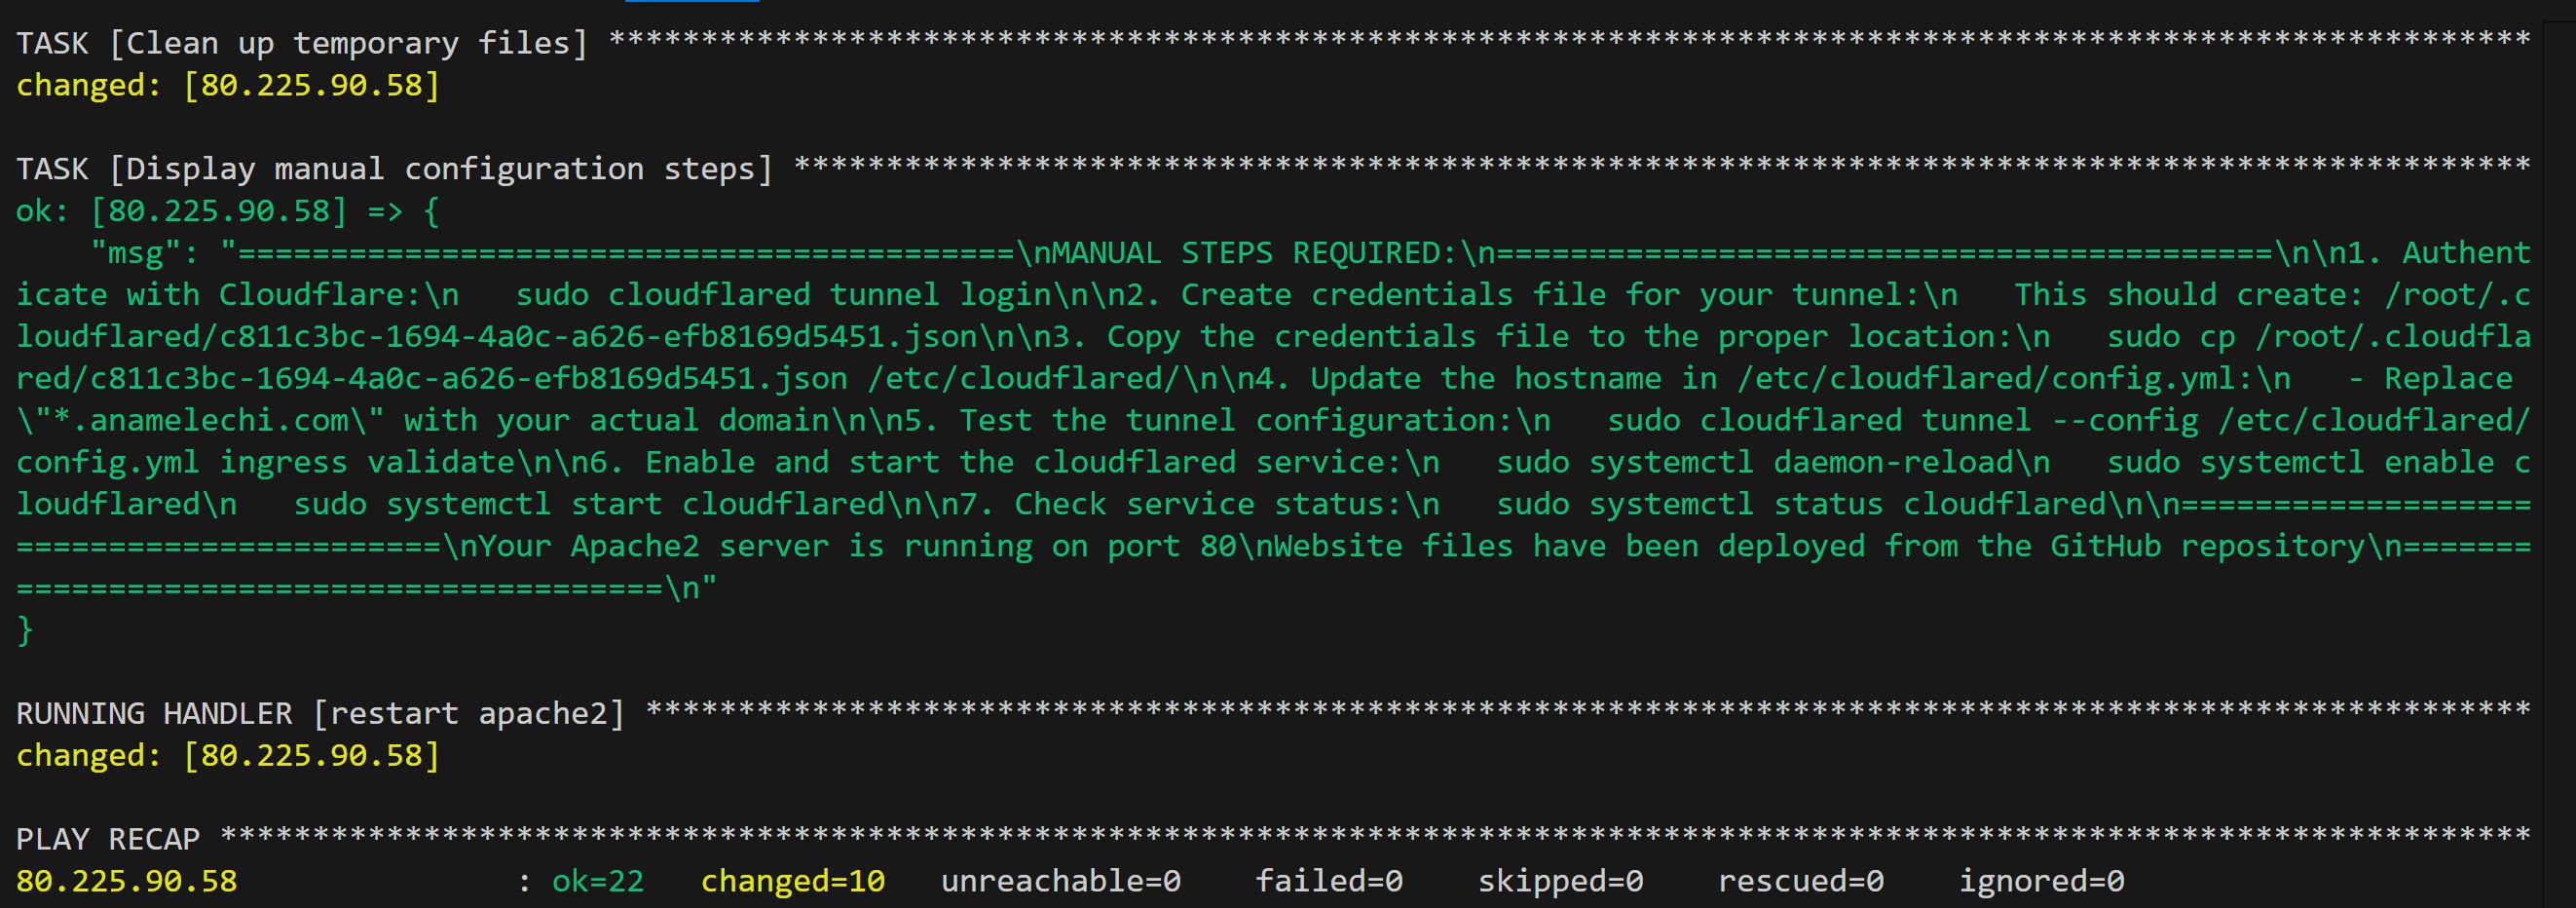 TASK [Clean up temporary files] ********************************************************************************************************
changed: [80.225.90.58]
TASK [Display manual configuration steps] **********************************************************************************************
ok: [80.225.90.58] => {
    "msg": "==========================================\nMANUAL STEPS REQUIRED:\n==========================================\n\n1. Authent
icate with Cloudflare:\n   sudo cloudflared tunnel login\n\n2. Create credentials file for your tunnel:\n   This should create: /root/.c
loudflared/c811c3bc-1694-4a0c-a626-efb8169d5451.json\n\n3. Copy the credentials file to the proper location:\n   sudo cp /root/.cloudfla
red/c811c3bc-1694-4a0c-a626-efb8169d5451.json /etc/cloudflared/\n\n4. Update the hostname in /etc/cloudflared/config.yml:\n   - Replace 
\"*.anamelechi.com\" with your actual domain\n\n5. Test the tunnel configuration:\n   sudo cloudflared tunnel --config /etc/cloudflared/
config.yml ingress validate\n\n6. Enable and start the cloudflared service:\n   sudo systemctl daemon-reload\n   sudo systemctl enable c
loudflared\n   sudo systemctl start cloudflared\n\n7. Check service status:\n   sudo systemctl status cloudflared\n\n===================
=======================\nYour Apache2 server is running on port 80\nWebsite files have been deployed from the GitHub repository\n=======
===================================\n"
}
RUNNING HANDLER [restart apache2] ******************************************************************************************************
changed: [80.225.90.58]
PLAY RECAP *****************************************************************************************************************************
80.225.90.58               : ok=22   changed=10   unreachable=0    failed=0    skipped=0    rescued=0    ignored=0